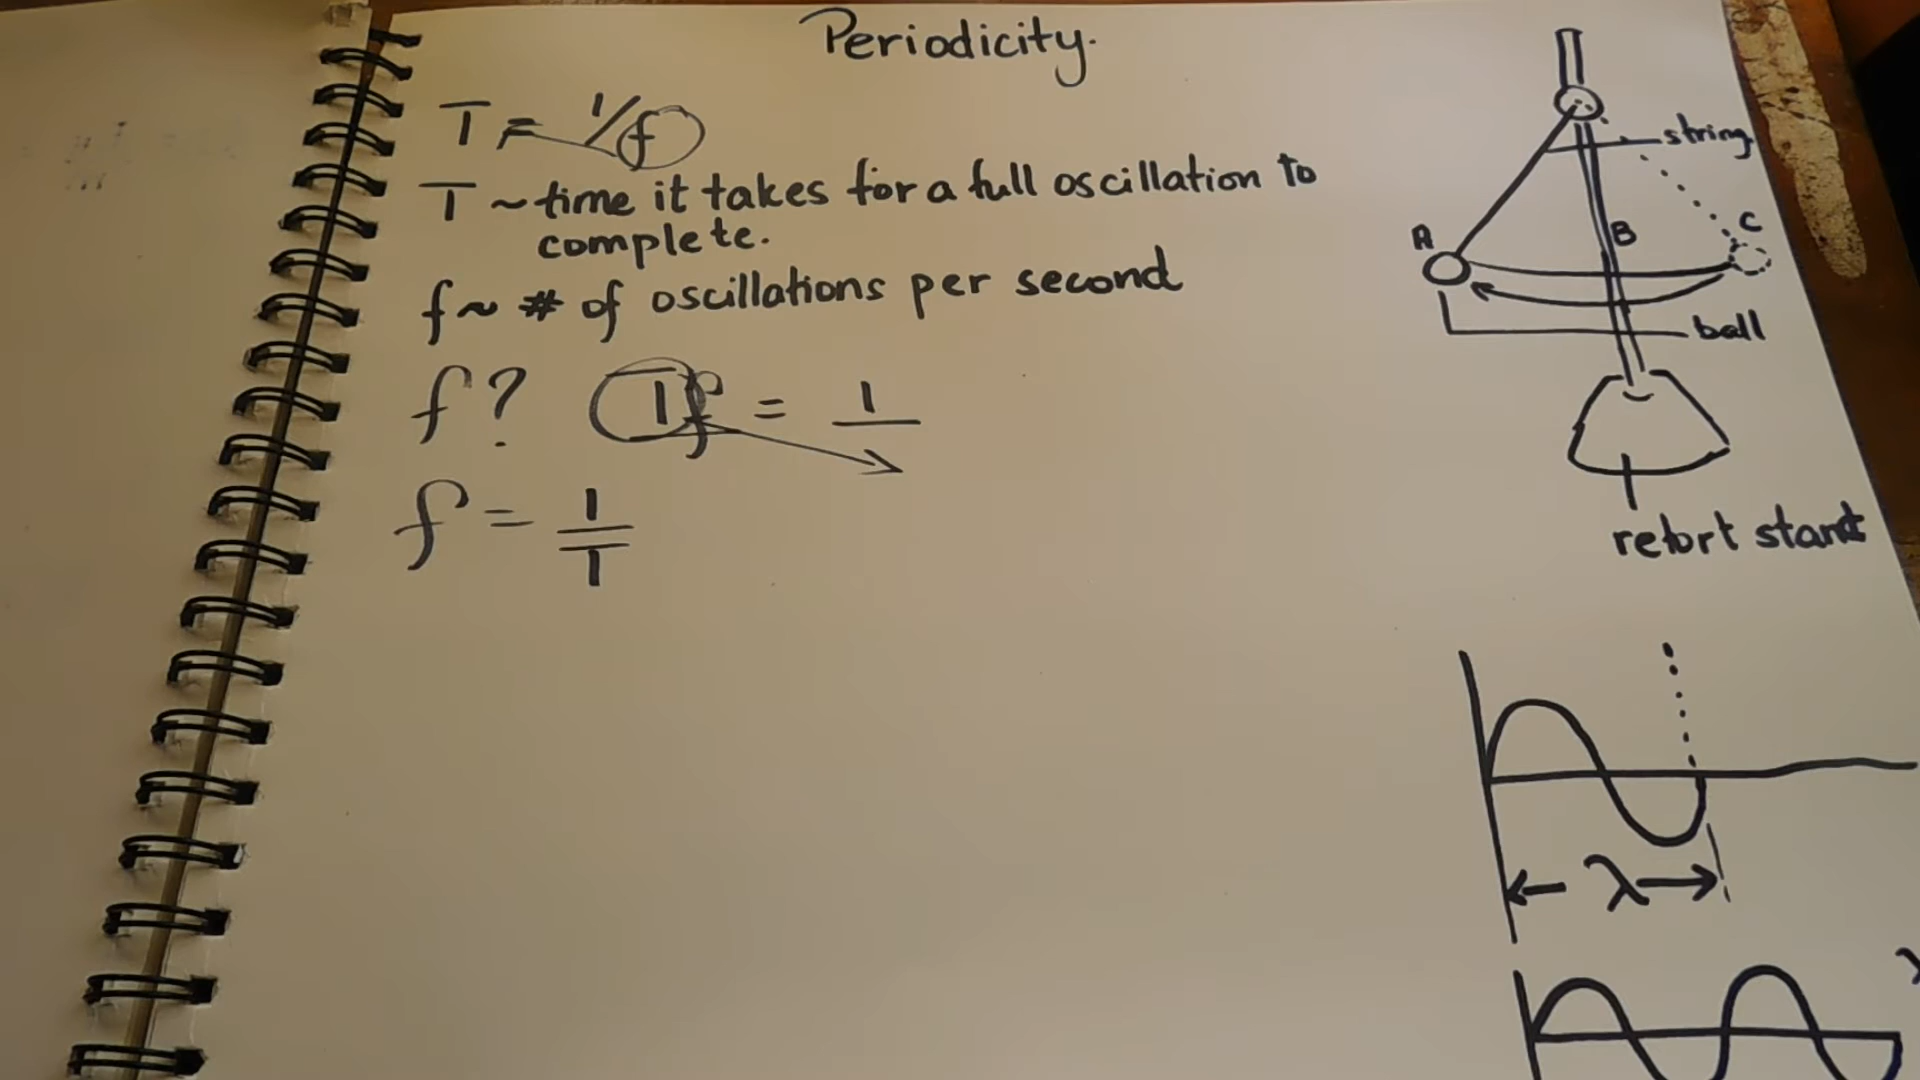 Periodicity.
T = 1/f
T ~ time it takes for a full oscillation to
complete.
f ~ # of oscillations per second
f? Tf = 1
f = 1/T
string
A
B
C
ball
retort stand
λ
λ